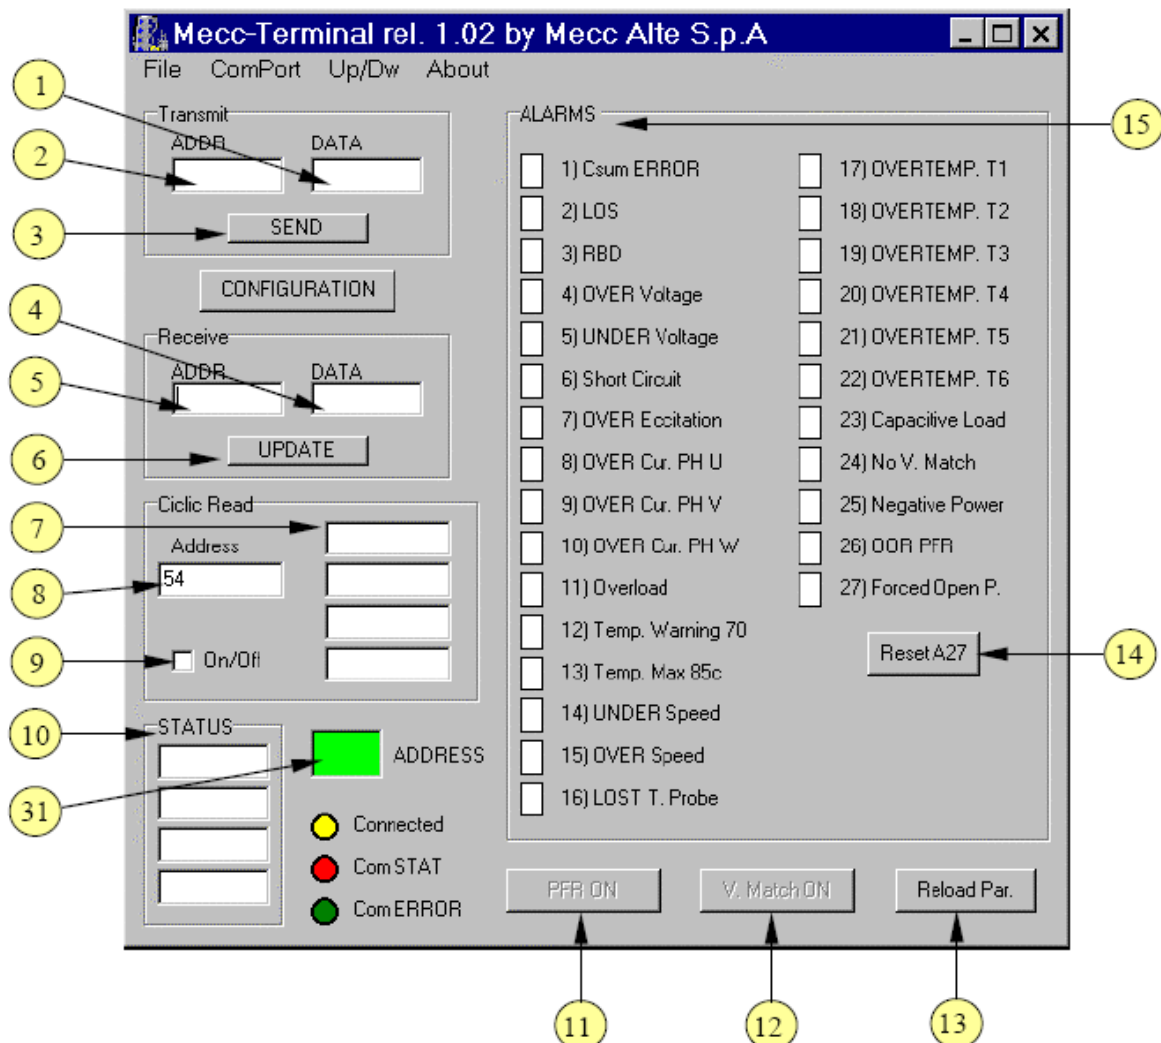 Mecc-Terminal rel. 1.02 by Mecc Alte S.p.A
File ComPort Up/Dw About
1
Transmit
ADDR DATA
2
SEND
3
CONFIGURATION
4
Receive
ADDR DATA
5
UPDATE
6
Ciclic Read
7
Address
54
8
On/Off
9
STATUS
10
ADDRESS
31
Connected
Com STAT
Com ERROR
ALARMS
15
1) Csum ERROR
2) LOS
3) RBD
4) OVER Voltage
5) UNDER Voltage
6) Short Circuit
7) OVER Eccitation
8) OVER Cur. PH U
9) OVER Cur. PH V
10) OVER Cur. PH W
11) Overload
12) Temp. Warning 70
13) Temp. Max 85c
14) UNDER Speed
15) OVER Speed
16) LOST T. Probe
17) OVERTEMP. T1
18) OVERTEMP. T2
19) OVERTEMP. T3
20) OVERTEMP. T4
21) OVERTEMP. T5
22) OVERTEMP. T6
23) Capacilive Load
24) No V. Match
25) Negative Power
26) OOR PFR
27) Forced Open P.
Reset A27
14
PFR ON V. Match ON Reload Par.
11 12 13